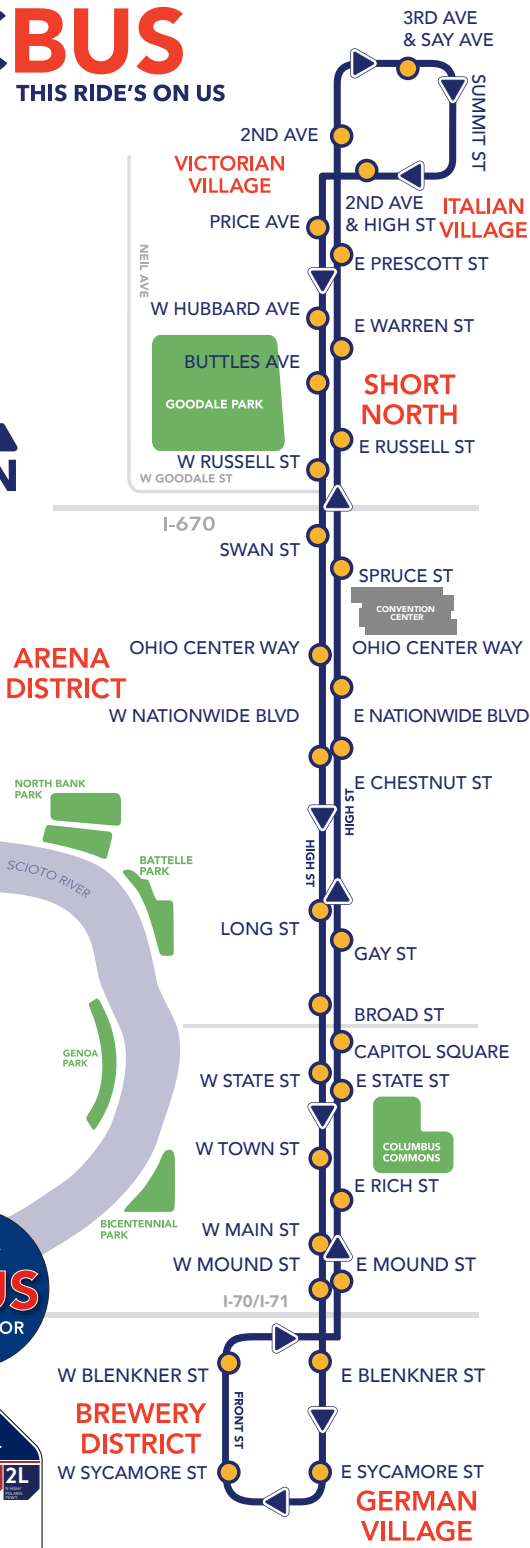 CBUS
THIS RIDE'S ON US
3RD AVE
& SAY AVE
SUMMIT ST
2ND AVE
VICTORIAN
VILLAGE
2ND AVE
& HIGH ST
ITALIAN
VILLAGE
PRICE AVE
NEIL AVE
E PRESCOTT ST
W HUBBARD AVE
E WARREN ST
BUTTLES AVE
GOODALE PARK
SHORT
NORTH
E RUSSELL ST
W RUSSELL ST
W GOODALE ST
N
I-670
SWAN ST
SPRUCE ST
CONVENTION
CENTER
OHIO CENTER WAY
OHIO CENTER WAY
ARENA
DISTRICT
W NATIONWIDE BLVD
E NATIONWIDE BLVD
E CHESTNUT ST
NORTH BANK
PARK
HIGH ST
HIGH ST
SCIOTO RIVER
BATTELLE
PARK
LONG ST
GAY ST
BROAD ST
CAPITOL SQUARE
GENOA
PARK
W STATE ST
E STATE ST
W TOWN ST
COLUMBUS
COMMONS
E RICH ST
BICENTENNIAL
PARK
W MAIN ST
W MOUND ST
E MOUND ST
US
OR
I-70/I-71
W BLENKNER ST
E BLENKNER ST
FRONT ST
BREWERY
DISTRICT
W SYCAMORE ST
E SYCAMORE ST
GERMAN
VILLAGE
2L